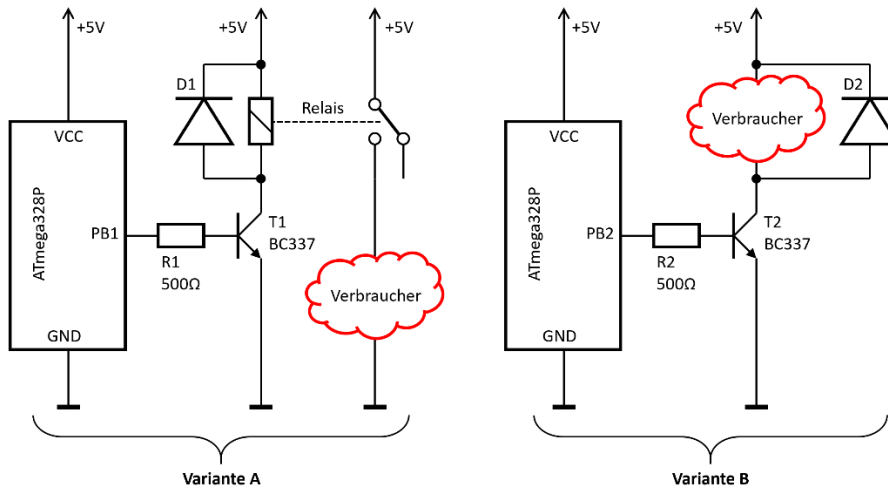 +5V
+5V
+5V
D1
Relais
VCC
ATmega328P
PB1
R1
500Ω
T1
BC337
Verbraucher
GND
Variante A
+5V
+5V
D2
Verbraucher
VCC
ATmega328P
PB2
R2
500Ω
T2
BC337
GND
Variante B